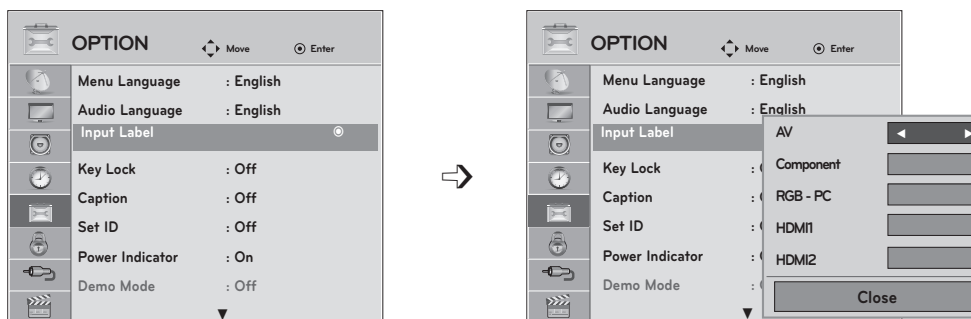 OPTION Move Enter
Menu Language : English
Audio Language : English
Input Label
Key Lock : Off
Caption : Off
Set ID : Off
Power Indicator : On
Demo Mode : Off
OPTION Move Enter
Menu Language : English
Audio Language : English
Input Label
Key Lock :
Caption :
Set ID :
Power Indicator :
Demo Mode :
AV
Component
RGB - PC
HDMI1
HDMI2
Close